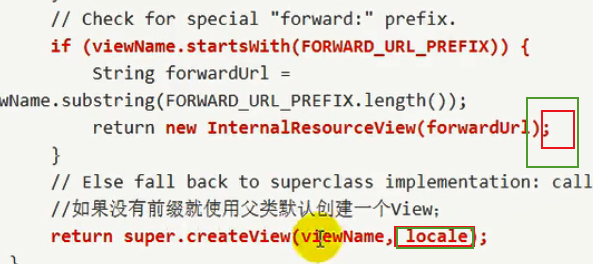 // Check for special "forward:" prefix.
if (viewName.startsWith(FORWARD_URL_PREFIX)) {
String forwardUrl =
wName.substring(FORWARD_URL_PREFIX.length());
return new InternalResourceView(forwardUrl);
}
// Else fall back to superclass implementation: call
//如果没有前缀就使用父类默认创建一个View;
return super.createView(viewName, locale);
}